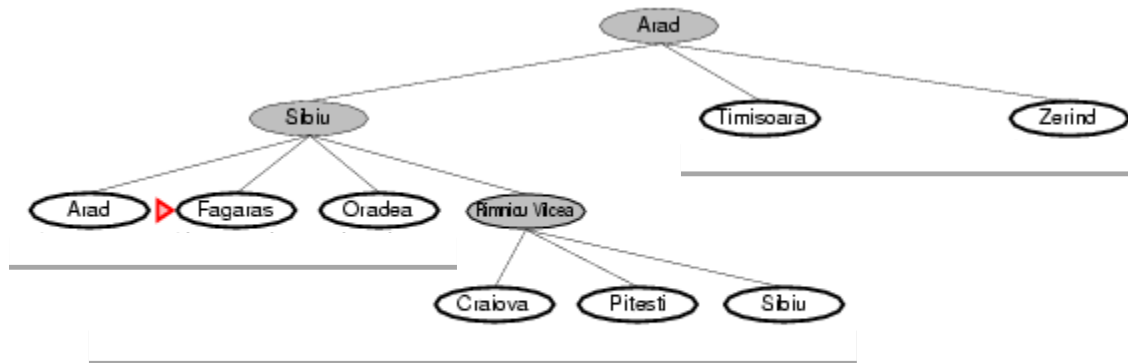 Arad
Sibiu
Timisoara
Zerind
Arad
Fagaras
Oradea
Rimnicu Vilcea
Craiova
Pitesti
Sibiu